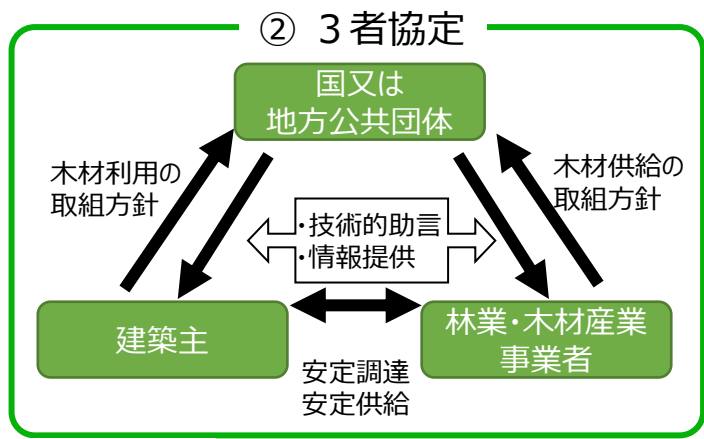 ② ３者協定
国又は
地方公共団体
木材利用の
取組方針
木材供給の
取組方針
・技術的助言
・情報提供
建築主
林業・木材産業
事業者
安定調達
安定供給